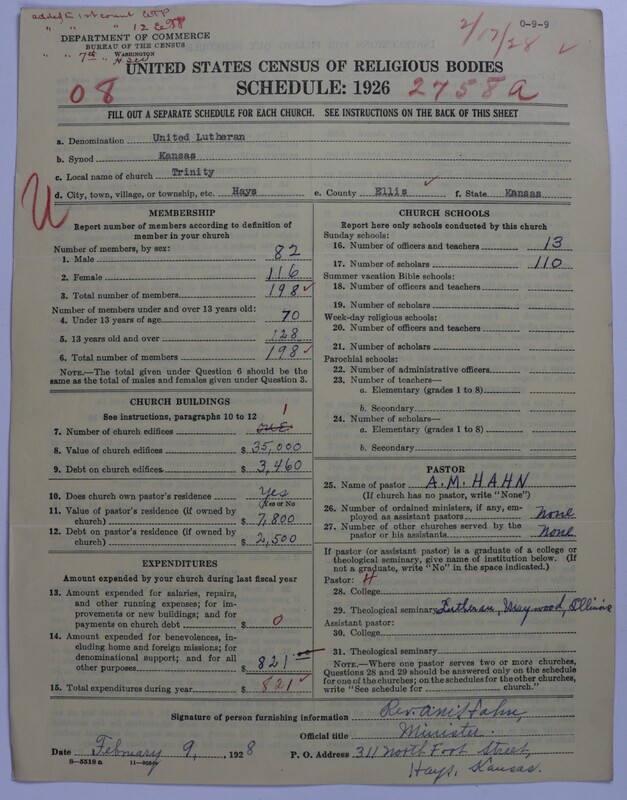 added to 1st count
" " " 12
DEPARTMENT OF COMMERCE
BUREAU OF THE CENSUS
WASHINGTON
" " 7th "
2/17/28
0-9-9
UNITED STATES CENSUS OF RELIGIOUS BODIES
08
SCHEDULE: 1926
2758a
FILL OUT A SEPARATE SCHEDULE FOR EACH CHURCH. SEE INSTRUCTIONS ON THE BACK OF THIS SHEET
a. Denomination United Lutheran
b. Synod Kansas
c. Local name of church Trinity
d. City, town, village, or township, etc. Hays e. County Ellis f. State Kansas
U
MEMBERSHIP
Report number of members according to definition of
member in your church
Number of members, by sex:
1. Male 82
2. Female 116
3. Total number of members 198
Number of members under and over 13 years old:
4. Under 13 years of age 70
5. 13 years old and over 128
6. Total number of members 198
NOTE.—The total given under Question 6 should be
same as the total of males and females given under Question 3.
CHURCH BUILDINGS
See instructions, paragraphs 10 to 12
1
7. Number of church edifices ONE
8. Value of church edifices $ 35,000
9. Debt on church edifices $ 3,460
10. Does church own pastor's residence Yes
(Yes or No
11. Value of pastor's residence (if owned by
church) $ 7,800
12. Debt on pastor's residence (if owned by
church) $ 2,500
EXPENDITURES
Amount expended by your church during last fiscal year
13. Amount expended for salaries, repairs,
and other running expenses; for im-
provements or new buildings; and for
payments on church debt $ 0
14. Amount expended for benevolences, in-
cluding home and foreign missions; for
denominational support; and for all
other purposes $ 821
15. Total expenditures during year $ 821
CHURCH SCHOOLS
Report here only schools conducted by this church
Sunday schools:
16. Number of officers and teachers 13
17. Number of scholars 110
Summer vacation Bible schools:
18. Number of officers and teachers
19. Number of scholars
Week-day religious schools:
20. Number of officers and teachers
21. Number of scholars
Parochial schools:
22. Number of administrative officers
23. Number of teachers—
a. Elementary (grades 1 to 8)
b. Secondary
24. Number of scholars—
a. Elementary (grades 1 to 8)
b. Secondary
PASTOR
25. Name of pastor A. M. HAHN
(If church has no pastor, write "None")
26. Number of ordained ministers, if any, em-
ployed as assistant pastors None
27. Number of other churches served by the
pastor or his assistants None
If pastor (or assistant pastor) is a graduate of a college or
theological seminary, give name of institution below. (If
not a graduate, write "No" in the space indicated.)
Pastor: H
28. College
29. Theological seminary Lutheran, Maywood, Illinois
Assistant pastor:
30. College
31. Theological seminary
NOTE.—Where one pastor serves two or more churches,
Questions 28 and 29 should be answered only on the schedule
for one of the churches; on the schedules for the other churches,
write "See schedule for church."
Signature of person furnishing information Rev. A. M. Hahn,
Official title Minister.
Date February 9, 1928 P. O. Address 311 North Fort Street,
8—5518 a
Hays, Kansas.